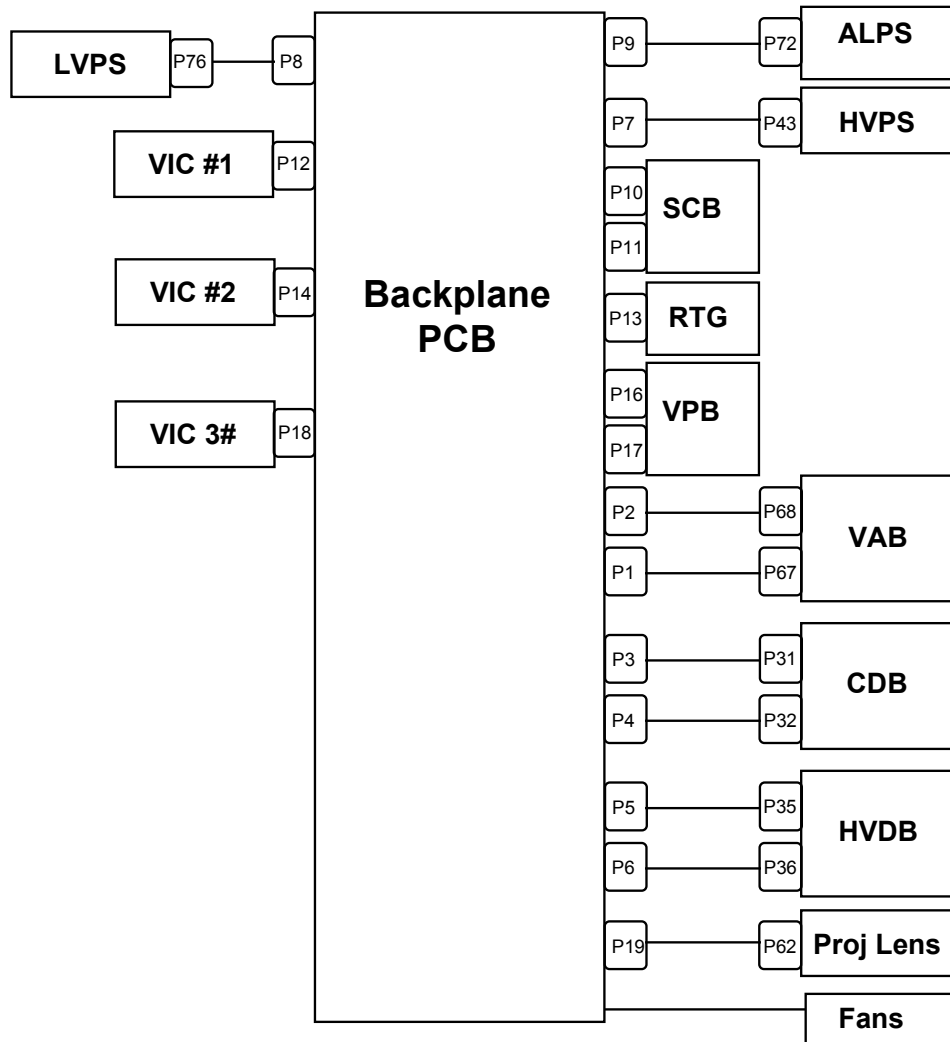 P9 P72 ALPS
LVPS P76 P8
P7 P43 HVPS
VIC #1 P12
P10 SCB
P11
Backplane
PCB
VIC #2 P14
P13 RTG
P16 VPB
VIC 3# P18
P17
P2 P68 VAB
P1 P67
P3 P31 CDB
P4 P32
P5 P35 HVDB
P6 P36
P19 P62 Proj Lens
Fans